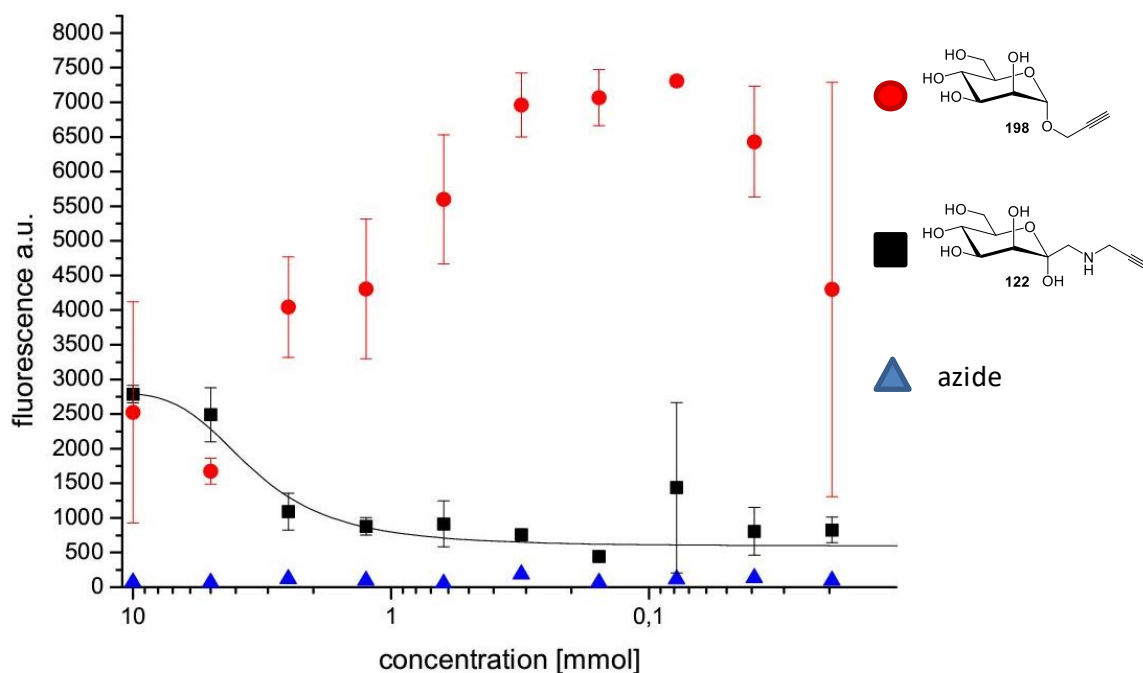 fluorescence a.u.
8000
7500
7000
6500
6000
5500
5000
4500
4000
3500
3000
2500
2000
1500
1000
500
0
10
1
0,1
concentration [mmol]
HO
OH
HO
O
HO
198
O
HO
OH
HO
O
HO
N
H
122
OH
azide